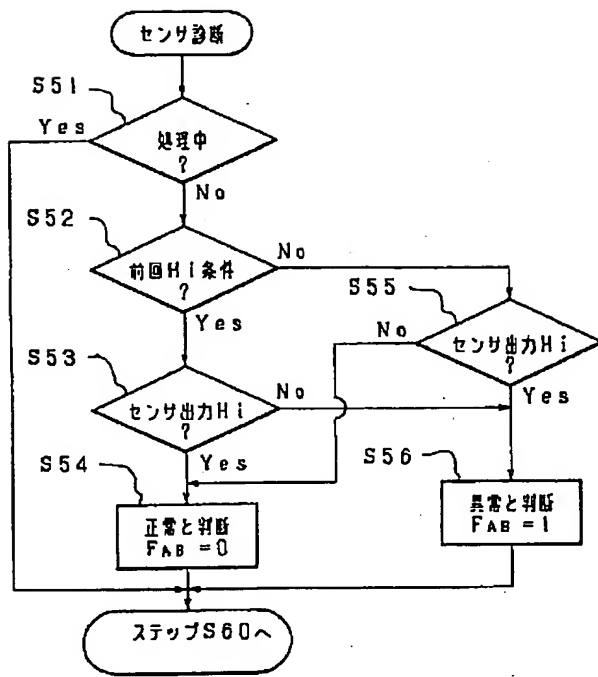 センサ診断
S51
Yes
処理中
?
No
S52
前回Hi条件
?
No
Yes
S55
No
センサ出力Hi
?
Yes
S53
センサ出力Hi
?
No
Yes
S54
正常と判断
FAB =0
S56
異常と判断
FAB =1
ステップS60へ